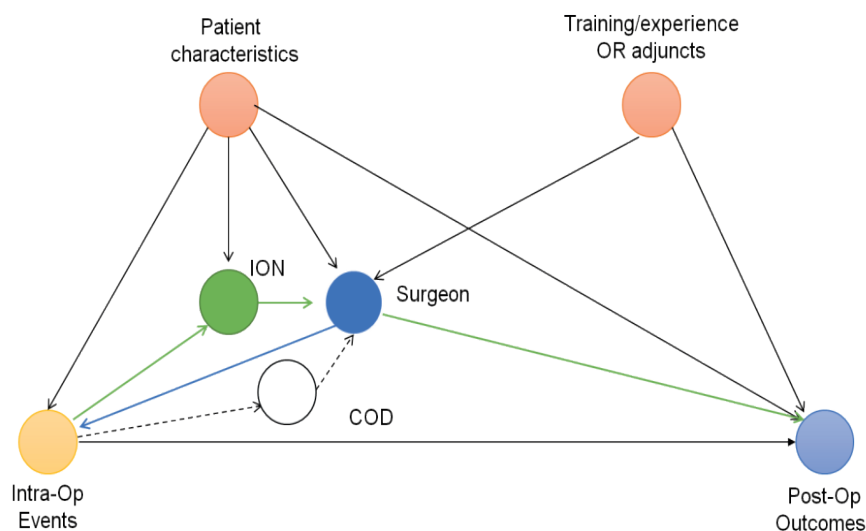 Patient
characteristics
Training/experience
OR adjuncts
ION
Surgeon
COD
Intra-Op
Events
Post-Op
Outcomes